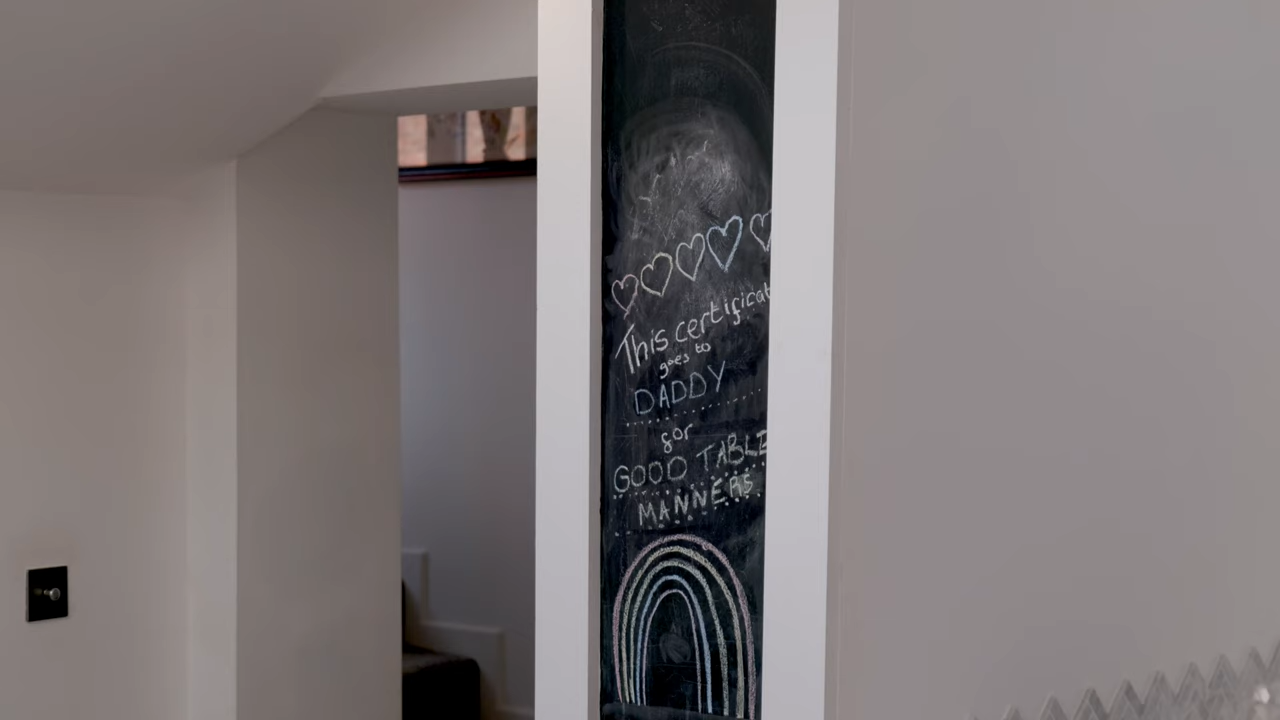 This certificat
goes to
DADDY
for
GOOD TABLE
MANNERS